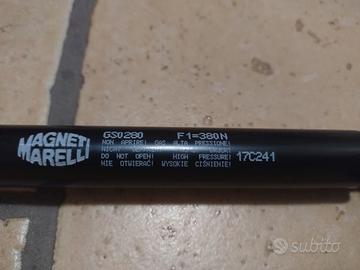 MAGNETI
MARELLI
GS0280 F1=380N
NON APRIRE! GAS ALTA PRESSIONE!
DO NOT OPEN! HIGH PRESSURE!
NIE OTWIERAĆ! WYSOKIE CIŚNIENIE!
17C241
subito